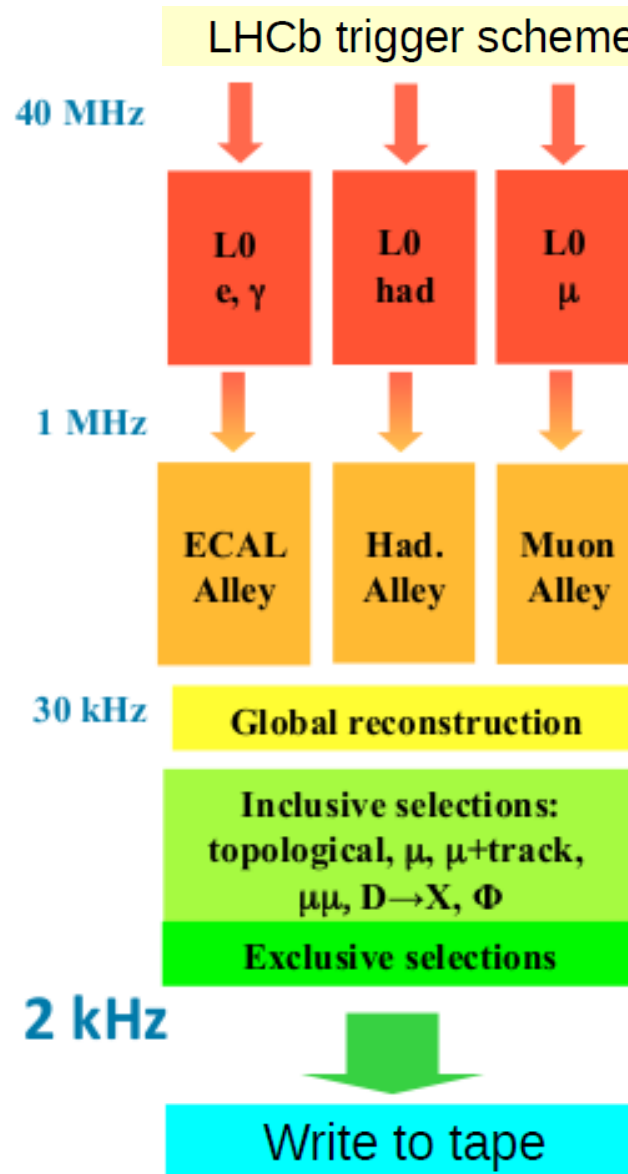 LHCb trigger scheme
40 MHz
L0 L0 L0
e, γ had μ
1 MHz
ECAL Had. Muon
Alley Alley Alley
30 kHz
Global reconstruction
Inclusive selections:
topological, μ, μ+track,
μμ, D→X, Φ
Exclusive selections
2 kHz
Write to tape